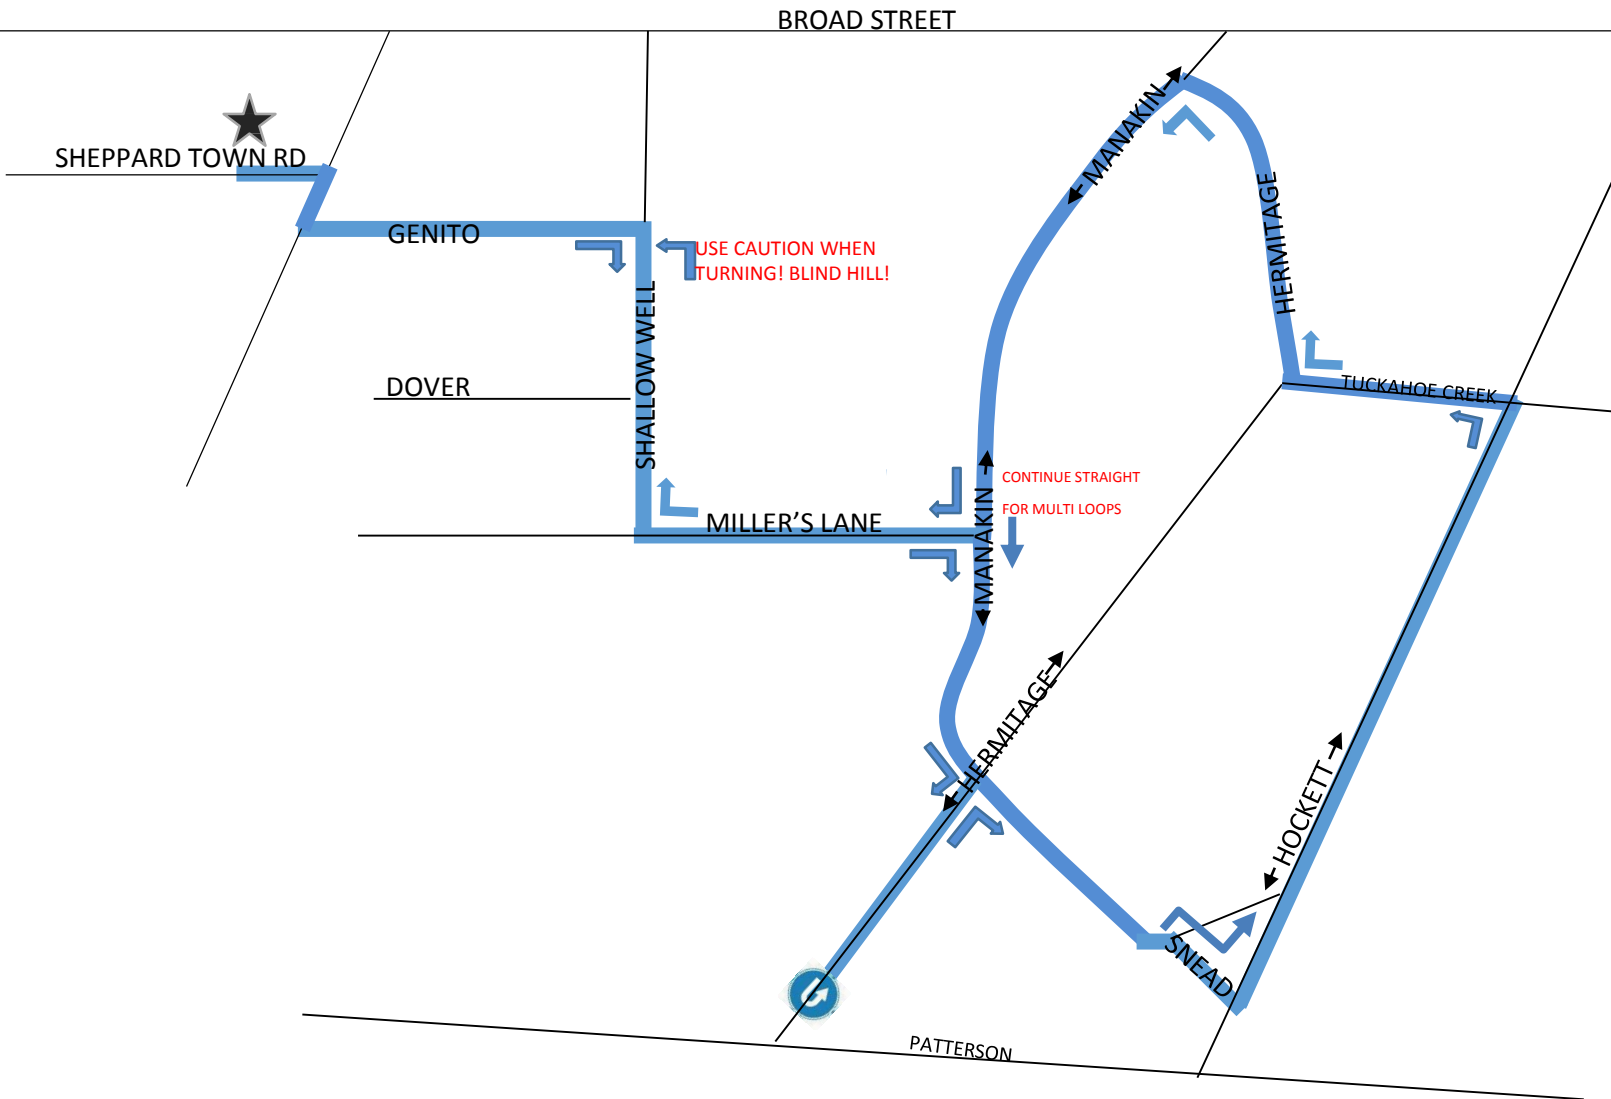 BROAD STREET
MANAKIN
SHEPPARD TOWN RD
HERMITAGE
GENITO
USE CAUTION WHEN
TURNING! BLIND HILL!
SHALLOW WELL
DOVER
TUCKAHOE CREEK
CONTINUE STRAIGHT
FOR MULTI LOOPS
MILLER'S LANE
MANAKIN
HERMITAGE
HOCKETT
SNEAD
PATTERSON